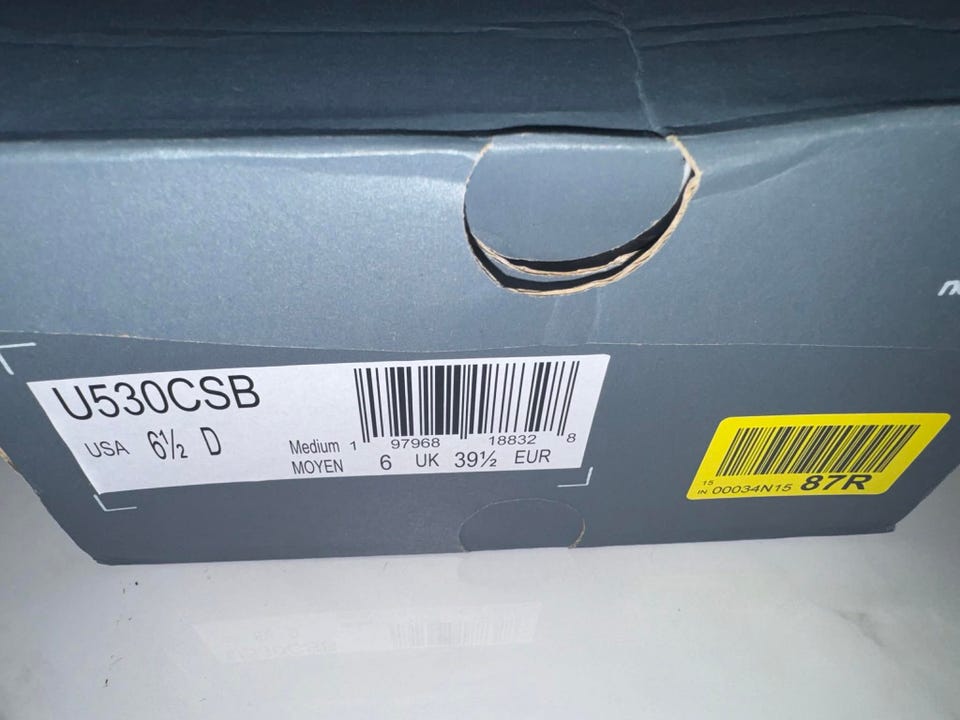 U530CSB
USA 6½ D
Medium
MOYEN
1 97968 18832 8
6 UK 39½ EUR
15
IN 00034N15 87R